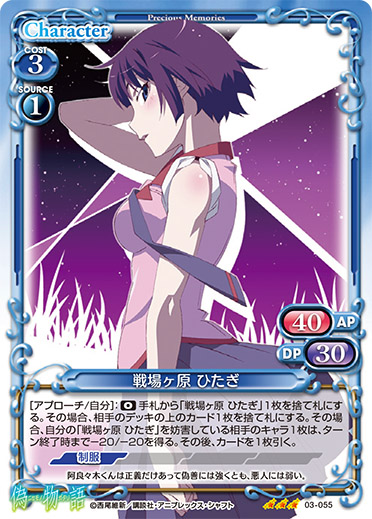 Precious Memories
Character
COST
3
SOURCE
1
40 AP
DP 30
戦場ヶ原 ひたぎ
[アプローチ/自分]:手札から「戦場ヶ原 ひたぎ」1枚を捨て札にす
る。その場合、相手のデッキの上のカード1枚を捨て札にする。その場
合、自分の「戦場ヶ原 ひたぎ」を妨害している相手のキャラ1枚は、ター
ン終了時まで-20/-20を得る。その後、カードを1枚引く。
制服
阿良々木くんは正義だけあって偽善には強くとも、悪人には弱い。
偽物語
©西尾維新/講談社・アニプレックス・シャフト
03-055